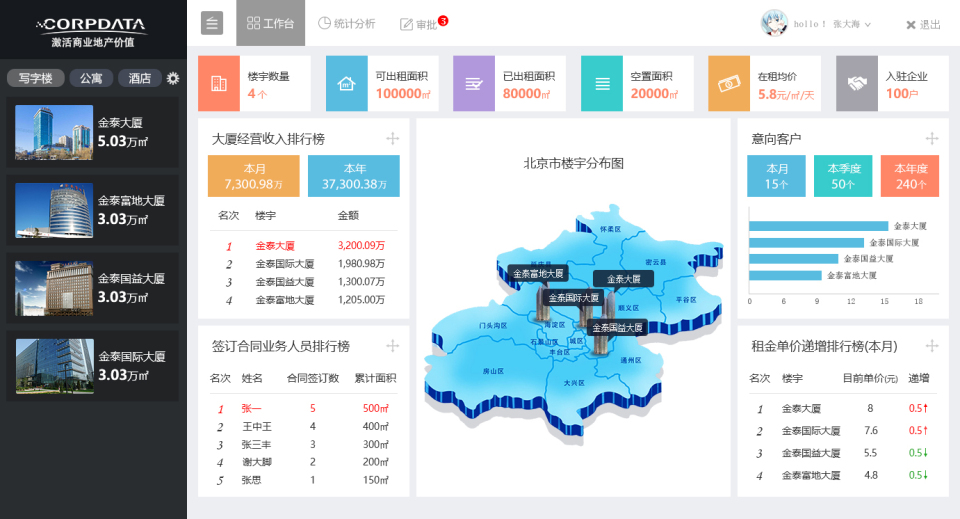 CORPDATA
激活商业地产价值
写字楼 公寓 酒店
金泰大厦
5.03万㎡
金泰富地大厦
3.03万㎡
金泰国益大厦
3.03万㎡
金泰国际大厦
3.03万㎡
工作台 统计分析 审批 3
hollo！ 张大海 退出
楼宇数量
4个
可出租面积
100000㎡
已出租面积
80000㎡
空置面积
20000㎡
在租均价
5.8元/㎡/天
入驻企业
100户
大厦经营收入排行榜
本月
7,300.98万
本年
37,300.38万
名次 楼宇 金额
1 金泰大厦 3,200.09万
2 金泰国际大厦 1,980.98万
3 金泰国益大厦 1,300.07万
4 金泰富地大厦 1,205.00万
签订合同业务人员排行榜
名次 姓名 合同签订数 累计面积
1 张一 5 500㎡
2 王中王 4 400㎡
3 张三丰 3 300㎡
4 谢大脚 2 200㎡
5 张思 1 150㎡
北京市楼宇分布图
怀柔区
延庆县
密云县
金泰富地大厦
金泰大厦
金泰国际大厦
平谷区
顺义区
金泰国益大厦
门头沟区
海淀区
石景山区
城区
丰台区
通州区
房山区
大兴区
意向客户
本月
15个
本季度
50个
本年度
240个
金泰大厦
金泰国际大厦
金泰国益大厦
金泰富地大厦
0 6 9 12 15 18
租金单价递增排行榜(本月)
名次 楼宇 目前单价(元) 递增
1 金泰大厦 8 0.5↑
2 金泰国际大厦 7.6 0.5↑
3 金泰国益大厦 5.5 0.5↓
4 金泰富地大厦 4.8 0.5↓